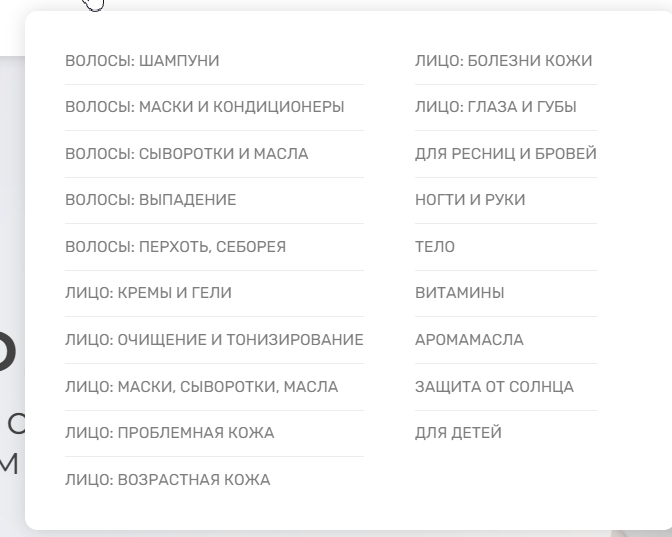 ВОЛОСЫ: ШАМПУНИ
ВОЛОСЫ: МАСКИ И КОНДИЦИОНЕРЫ
ВОЛОСЫ: СЫВОРОТКИ И МАСЛА
ВОЛОСЫ: ВЫПАДЕНИЕ
ВОЛОСЫ: ПЕРХОТЬ, СЕБОРЕЯ
ЛИЦО: КРЕМЫ И ГЕЛИ
ЛИЦО: ОЧИЩЕНИЕ И ТОНИЗИРОВАНИЕ
ЛИЦО: МАСКИ, СЫВОРОТКИ, МАСЛА
ЛИЦО: ПРОБЛЕМНАЯ КОЖА
ЛИЦО: ВОЗРАСТНАЯ КОЖА
ЛИЦО: БОЛЕЗНИ КОЖИ
ЛИЦО: ГЛАЗА И ГУБЫ
ДЛЯ РЕСНИЦ И БРОВЕЙ
НОГТИ И РУКИ
ТЕЛО
ВИТАМИНЫ
АРОМАМАСЛА
ЗАЩИТА ОТ СОЛНЦА
ДЛЯ ДЕТЕЙ